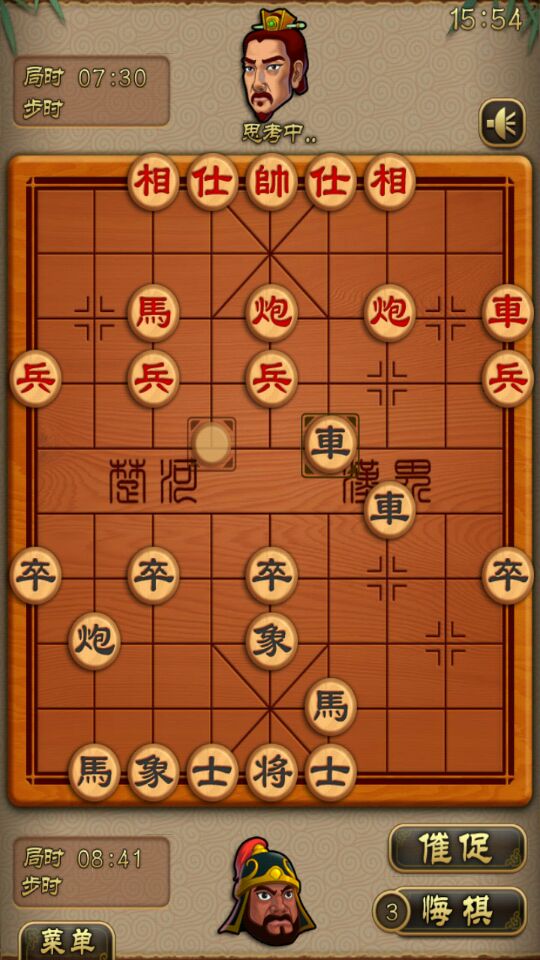 15:54
局时 07:30
步时
思考中..
相 仕 帥 仕 相
馬 炮 炮 車
兵 兵 兵 兵
車
楚河 漢界
車
卒 卒 卒 卒
炮 象
馬
馬 象 士 将 士
局时 08:41
步时
催促
3 悔棋
菜单